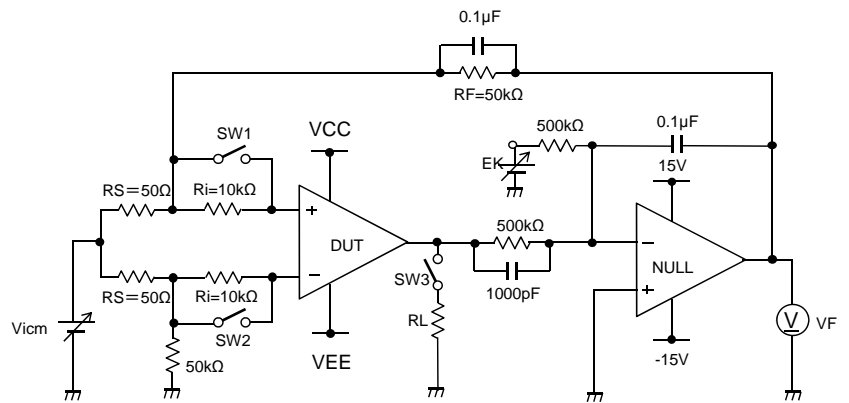 0.1µF
RF=50kΩ
SW1
VCC
500kΩ
0.1µF
EK
15V
RS=50Ω
Ri=10kΩ
+
DUT
500kΩ
−
NULL
RS=50Ω
Ri=10kΩ
−
SW3
1000pF
+
Vicm
SW2
RL
V
VF
50kΩ
VEE
-15V